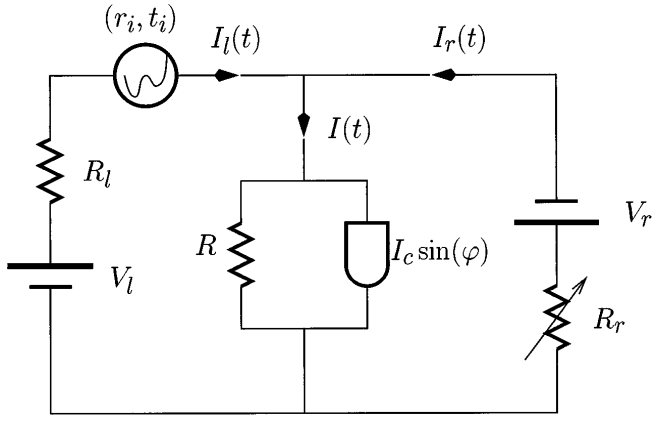 (r_i, t_i)
I_l(t)
I_r(t)
I(t)
R_l
R
I_c sin(φ)
V_r
V_l
R_r